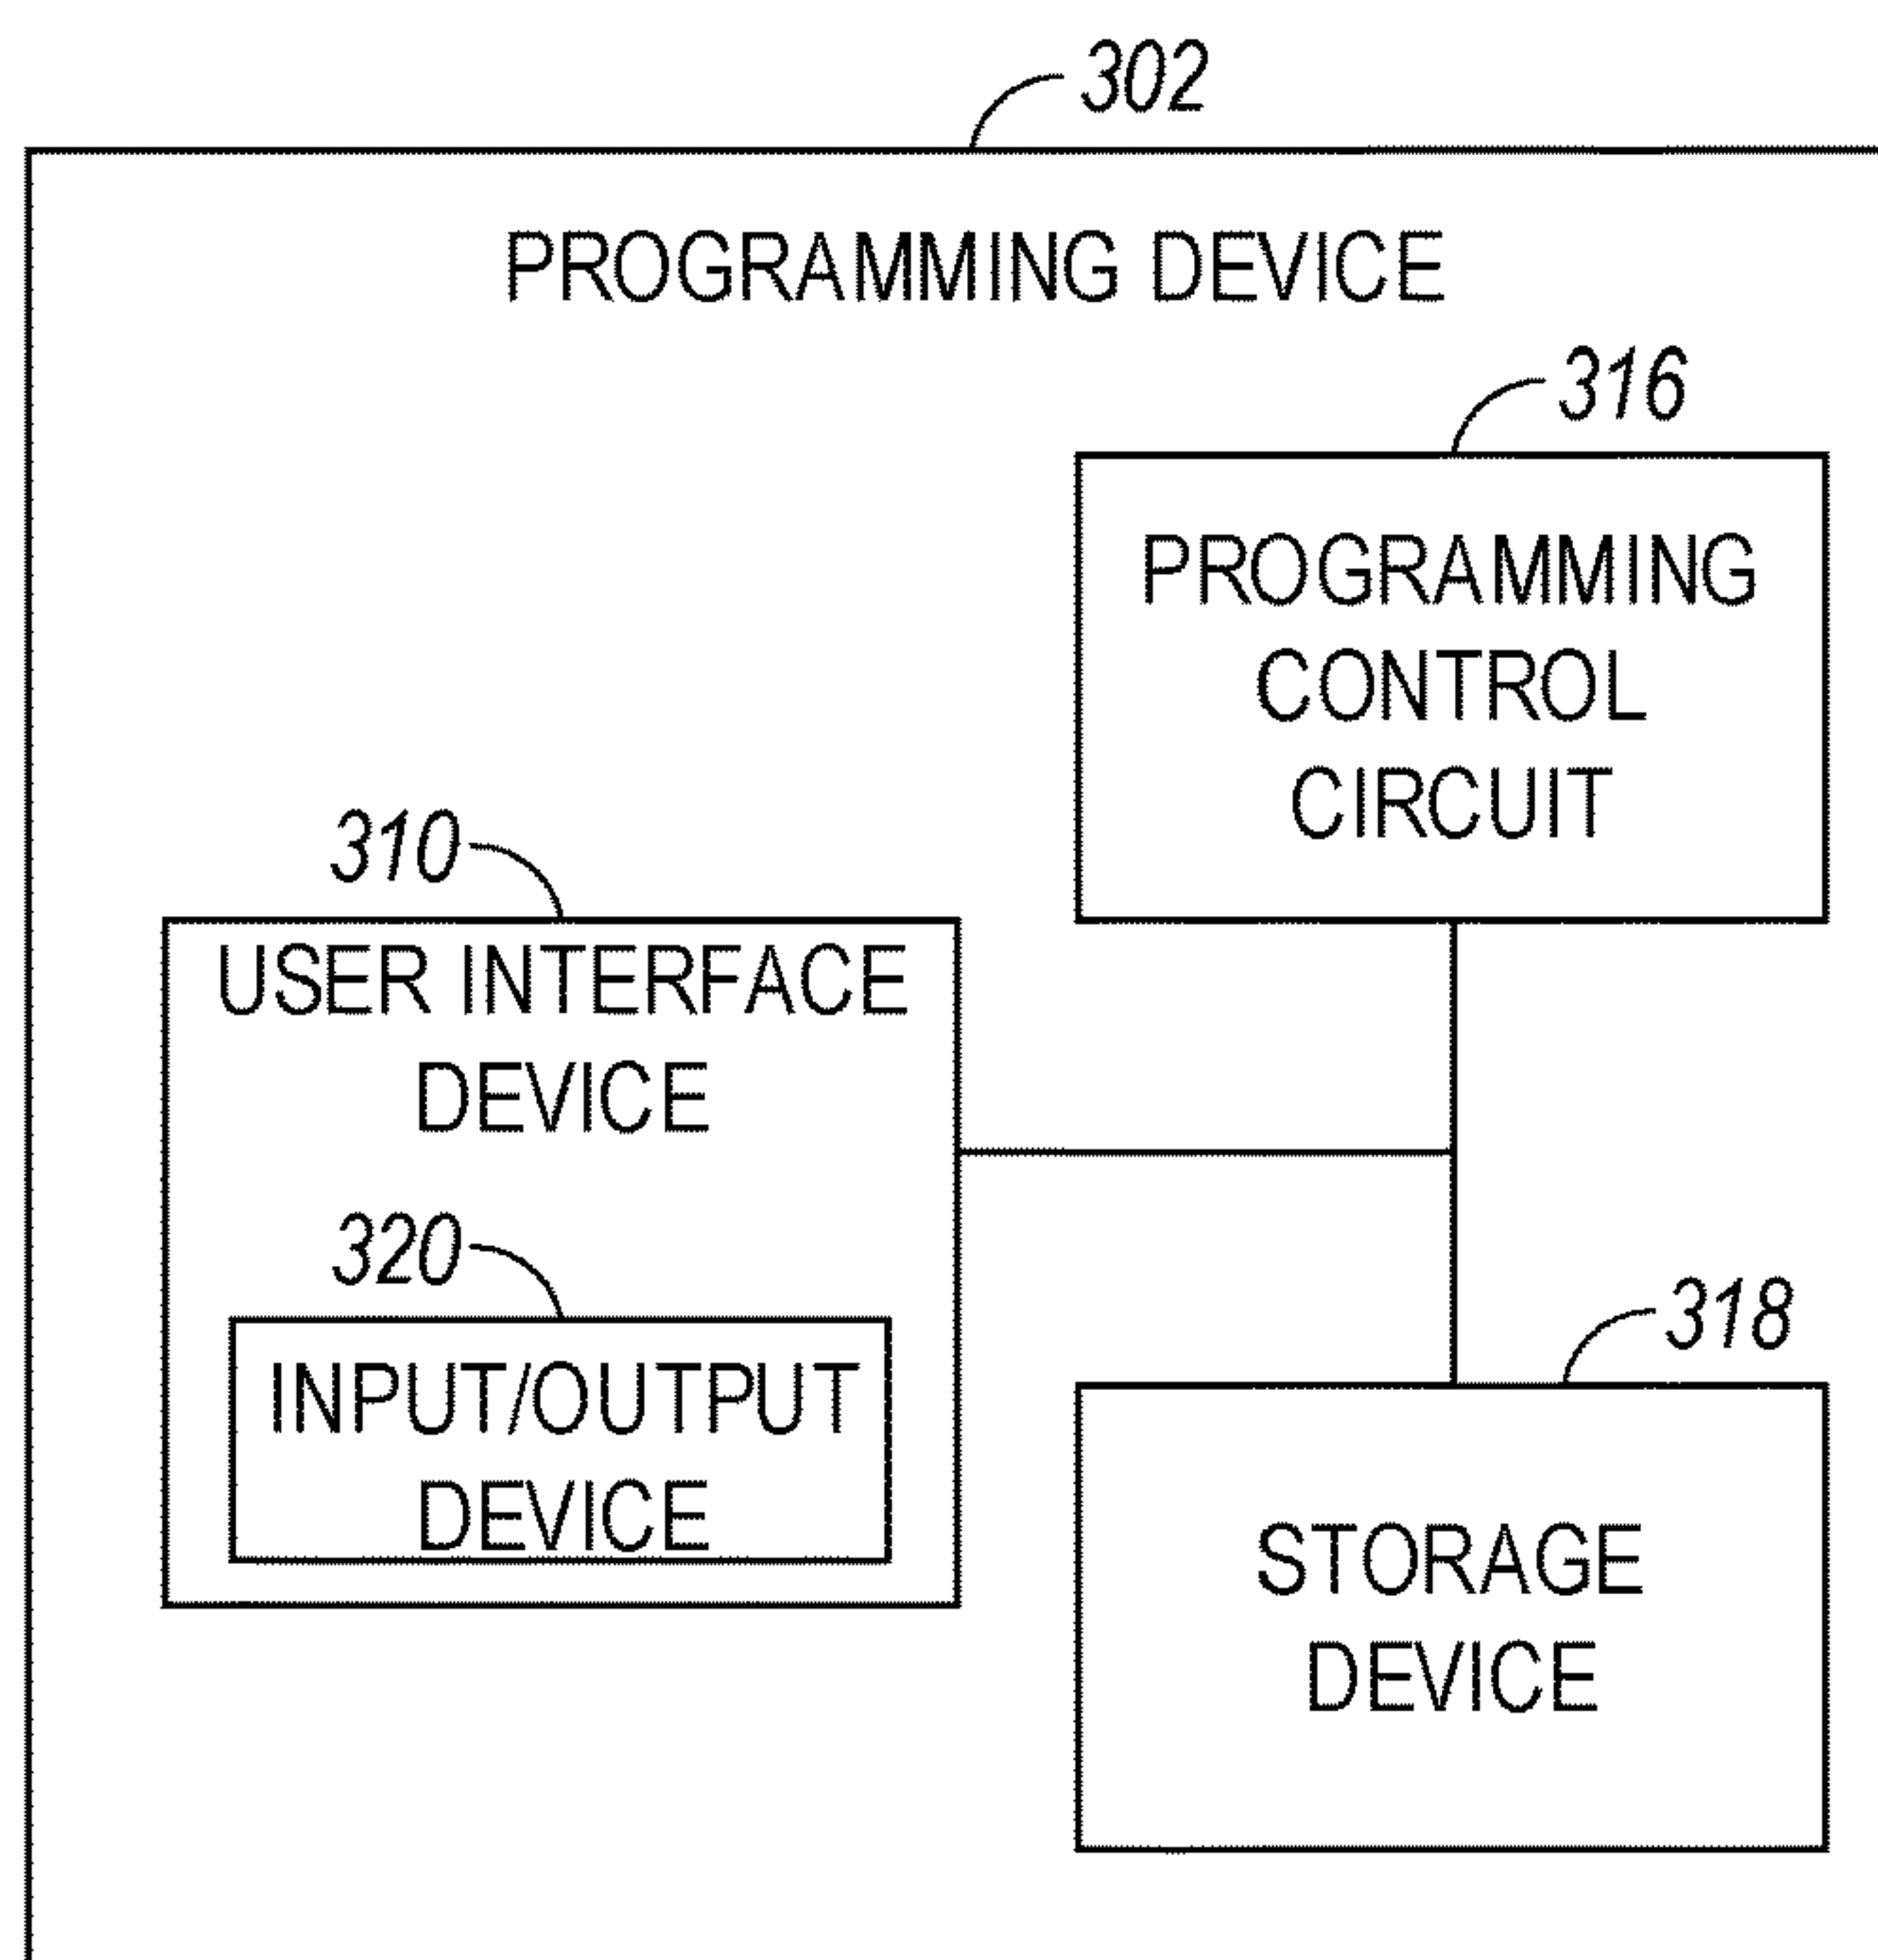 302
PROGRAMMING DEVICE
316
PROGRAMMING
CONTROL
CIRCUIT
310
USER INTERFACE
DEVICE
320
INPUT/OUTPUT
DEVICE
318
STORAGE
DEVICE